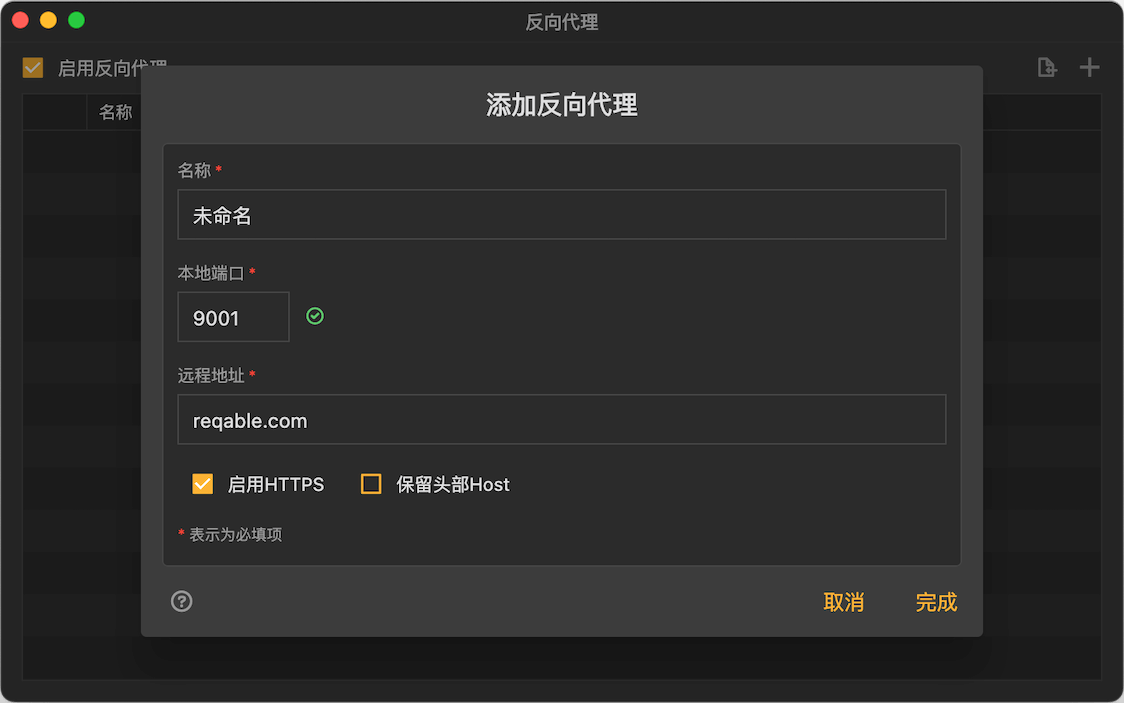 反向代理
启用反向代理
名称
添加反向代理
名称 *
未命名
本地端口 *
9001
远程地址 *
reqable.com
启用HTTPS 保留头部Host
* 表示为必填项
取消 完成